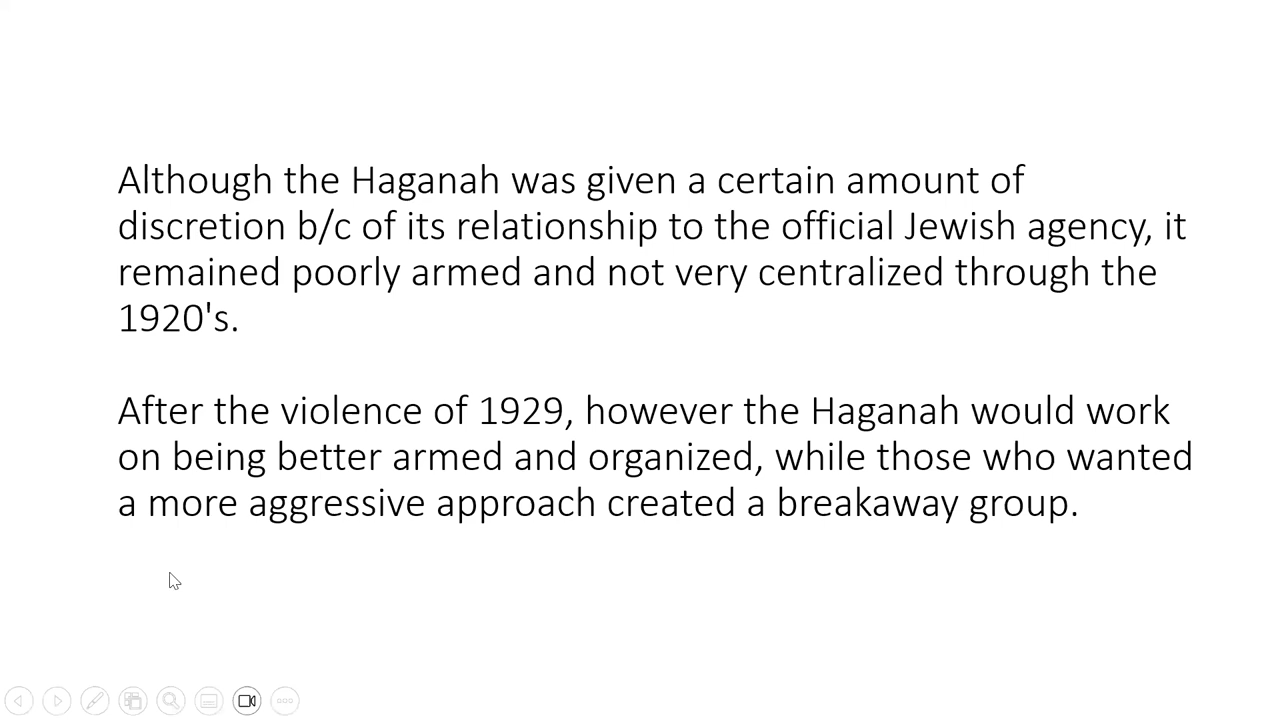 Although the Haganah was given a certain amount of
discretion b/c of its relationship to the official Jewish agency, it
remained poorly armed and not very centralized through the
1920's.
After the violence of 1929, however the Haganah would work
on being better armed and organized, while those who wanted
a more aggressive approach created a breakaway group.